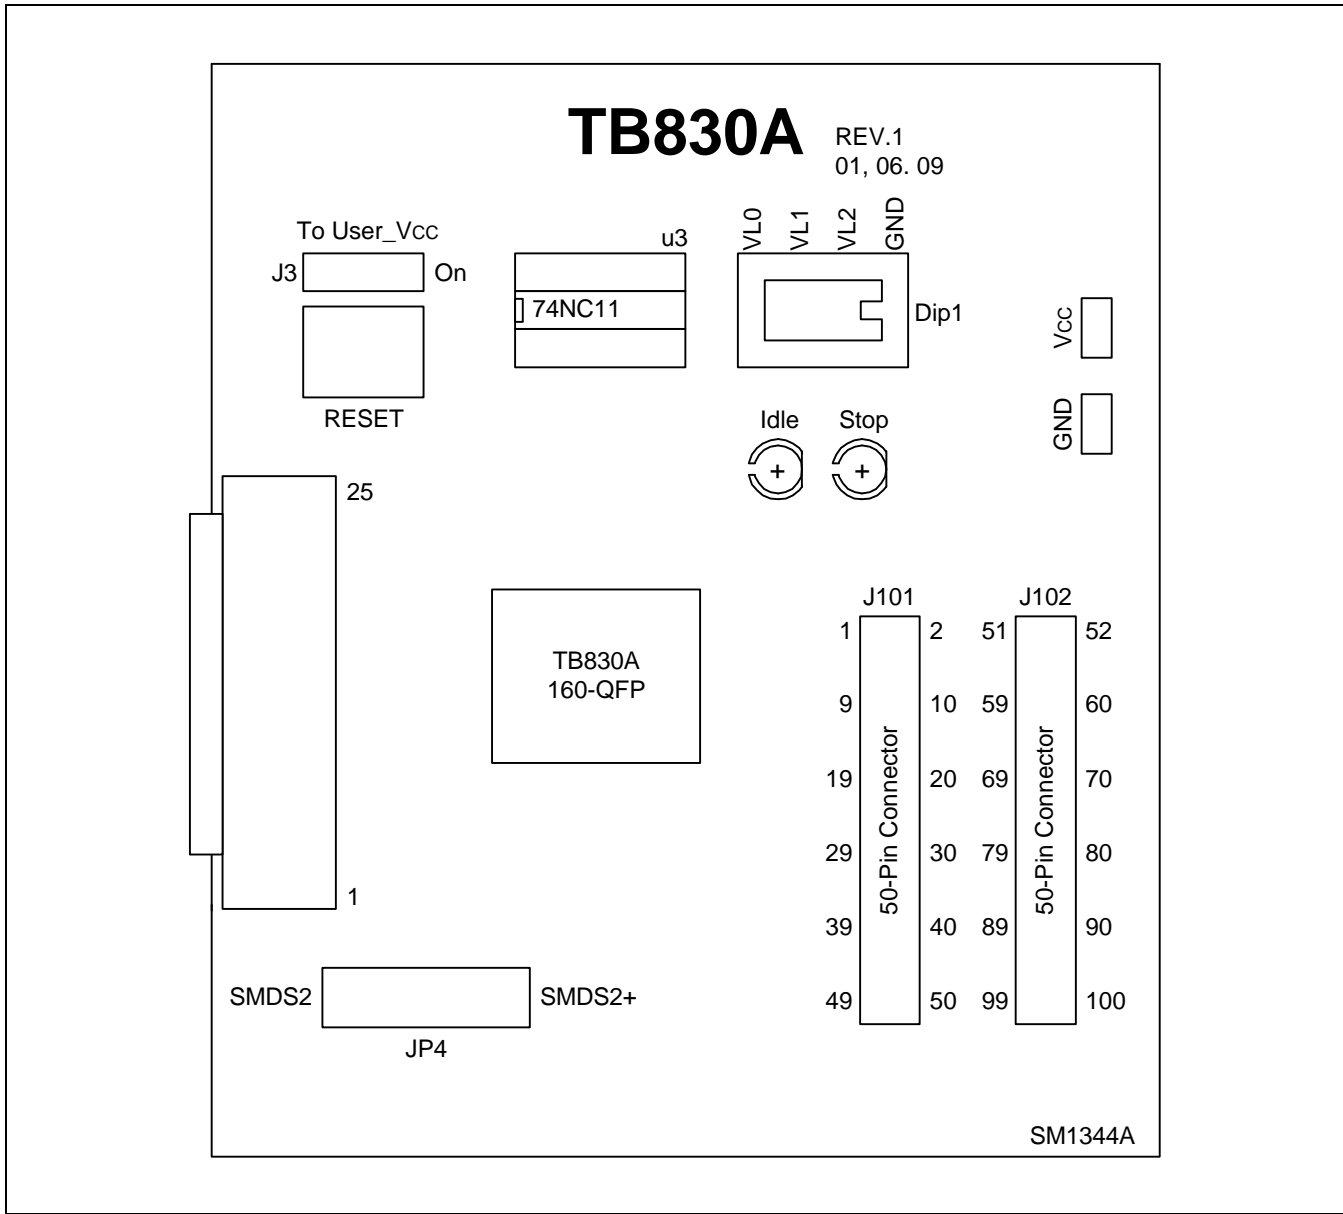 TB830A
REV.1
01, 06. 09
To User_Vcc
J3
On
RESET
u3
74NC11
VL0
VL1
VL2
GND
Dip1
Vcc
GND
Idle
Stop
25
1
TB830A
160-QFP
J101
J102
1 2 51 52
9 10 59 60
19 20 69 70
29 30 79 80
39 40 89 90
49 50 99 100
50-Pin Connector
50-Pin Connector
SMDS2
SMDS2+
JP4
SM1344A